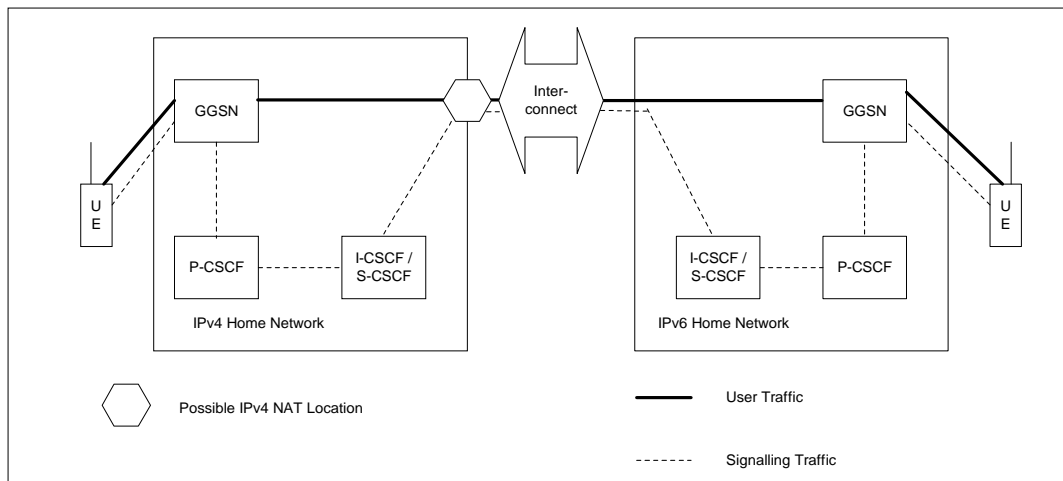 Inter-
connect
GGSN
GGSN
U
E
U
E
P-CSCF
I-CSCF /
S-CSCF
I-CSCF /
S-CSCF
P-CSCF
IPv4 Home Network
IPv6 Home Network
Possible IPv4 NAT Location
User Traffic
Signalling Traffic